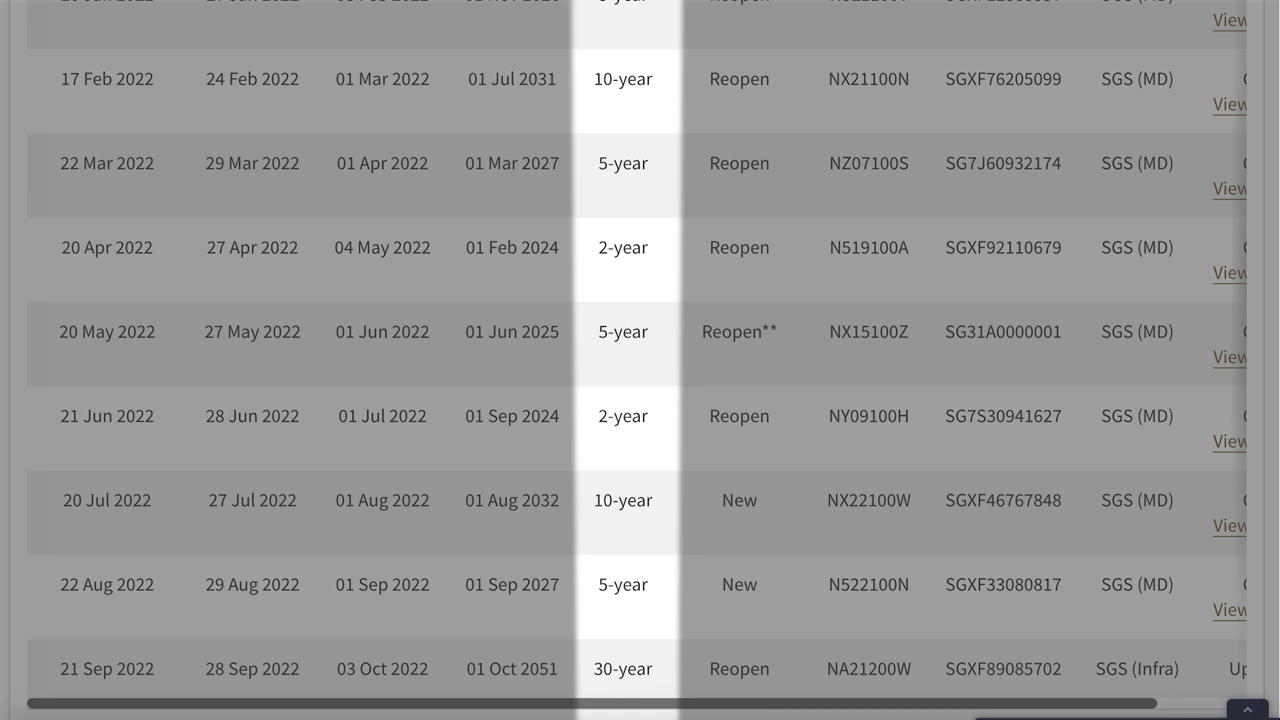 View
17 Feb 2022 24 Feb 2022 01 Mar 2022 01 Jul 2031 10-year Reopen NX21100N SGXF76205099 SGS (MD)
View
22 Mar 2022 29 Mar 2022 01 Apr 2022 01 Mar 2027 5-year Reopen NZ07100S SG7J60932174 SGS (MD)
View
20 Apr 2022 27 Apr 2022 04 May 2022 01 Feb 2024 2-year Reopen N519100A SGXF92110679 SGS (MD)
View
20 May 2022 27 May 2022 01 Jun 2022 01 Jun 2025 5-year Reopen** NX15100Z SG31A0000001 SGS (MD)
View
21 Jun 2022 28 Jun 2022 01 Jul 2022 01 Sep 2024 2-year Reopen NY09100H SG7S30941627 SGS (MD)
View
20 Jul 2022 27 Jul 2022 01 Aug 2022 01 Aug 2032 10-year New NX22100W SGXF46767848 SGS (MD)
View
22 Aug 2022 29 Aug 2022 01 Sep 2022 01 Sep 2027 5-year New N522100N SGXF33080817 SGS (MD)
View
21 Sep 2022 28 Sep 2022 03 Oct 2022 01 Oct 2051 30-year Reopen NA21200W SGXF89085702 SGS (Infra)